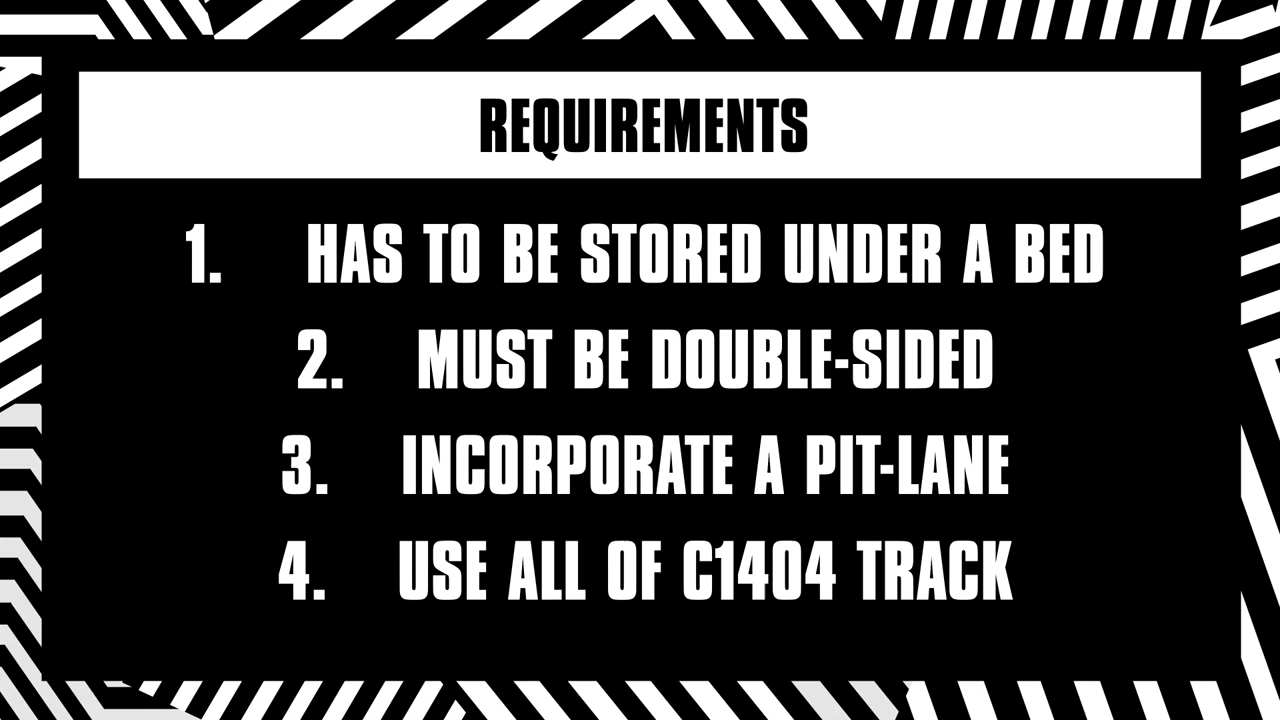 REQUIREMENTS
1. HAS TO BE STORED UNDER A BED
2. MUST BE DOUBLE-SIDED
3. INCORPORATE A PIT-LANE
4. USE ALL OF C1404 TRACK